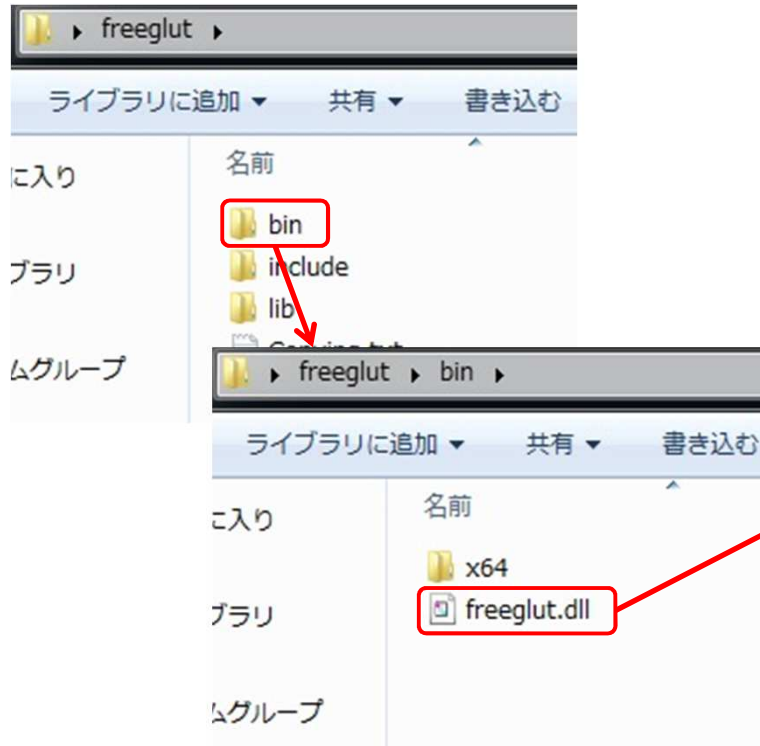 freeglut
ライブラリに追加 共有 書き込む
に入り
名前
bin
ブラリ
include
lib
ムグループ
freeglut bin
ライブラリに追加 共有 書き込む
に入り
名前
x64
ブラリ
freeglut.dll
ムグループ